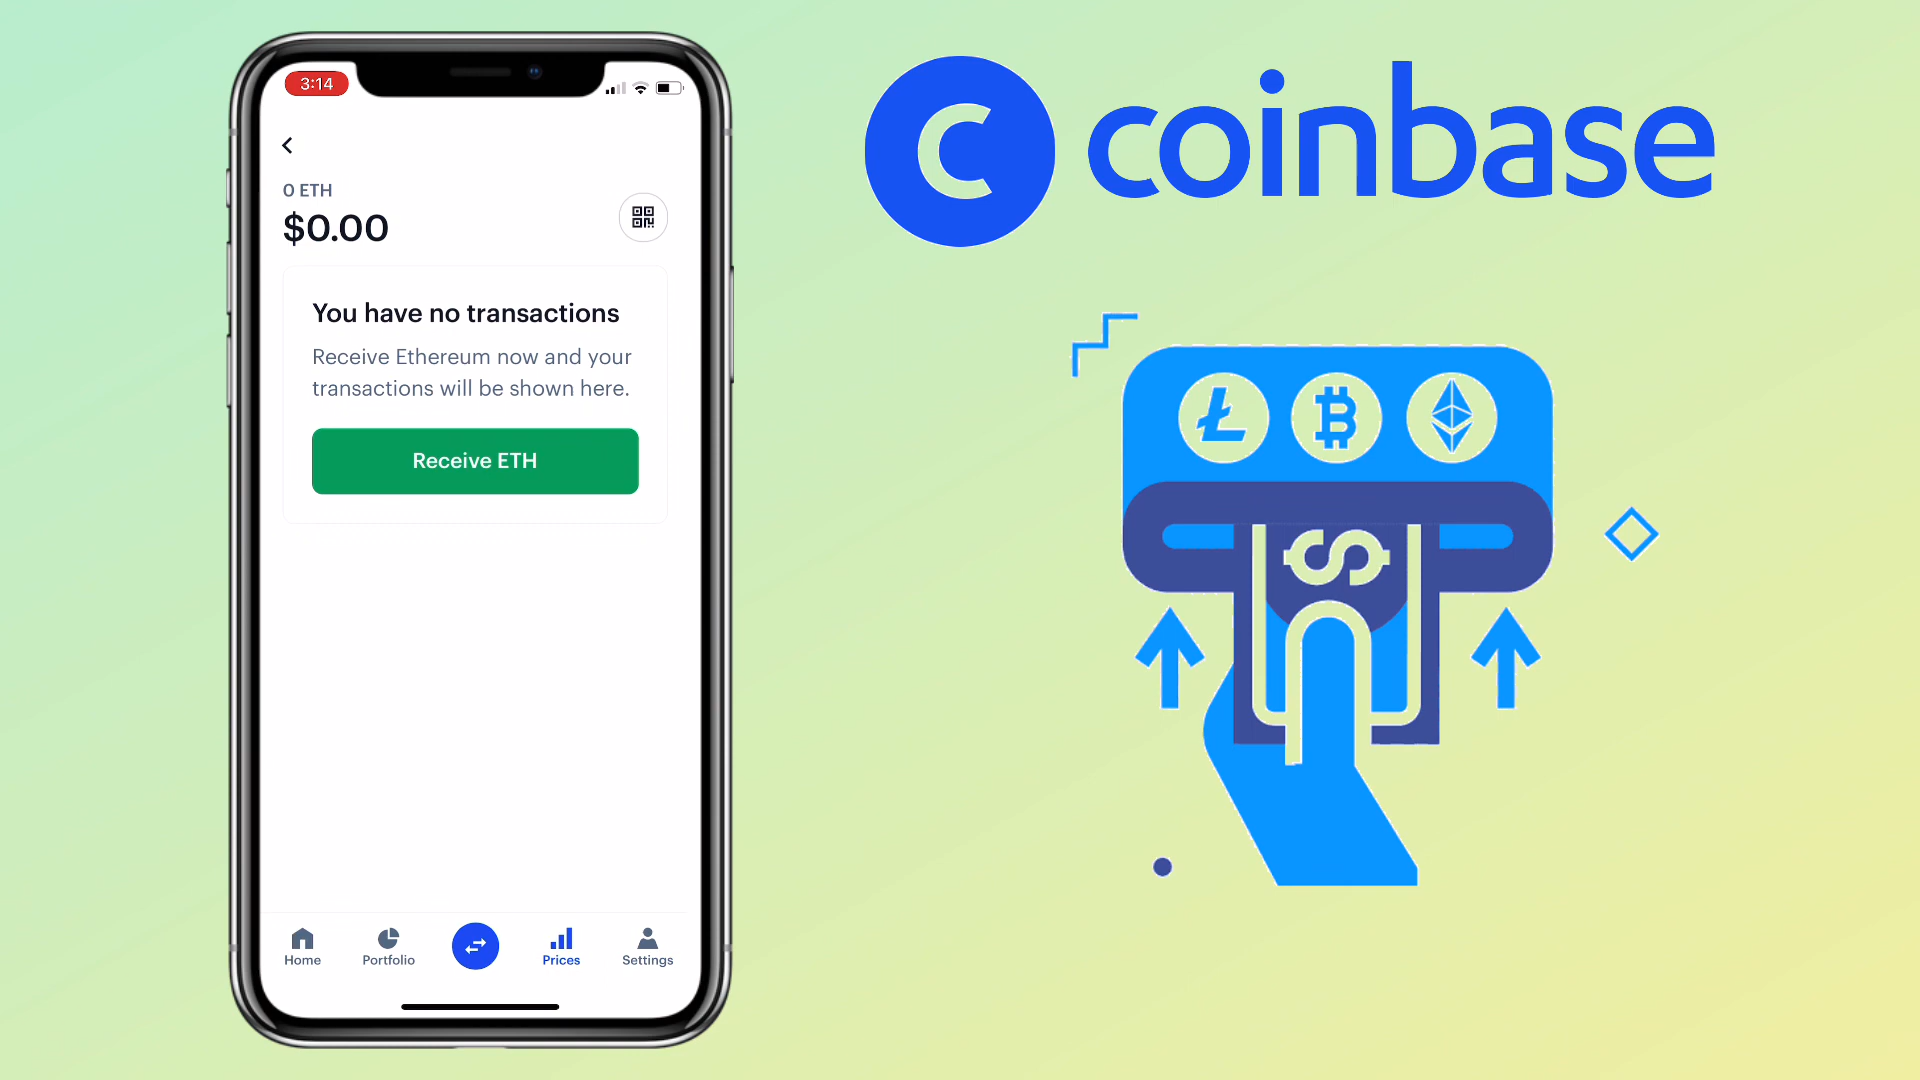 3:14
0 ETH
$0.00
You have no transactions
Receive Ethereum now and your
transactions will be shown here.
Receive ETH
Home
Portfolio
Prices
Settings
coinbase